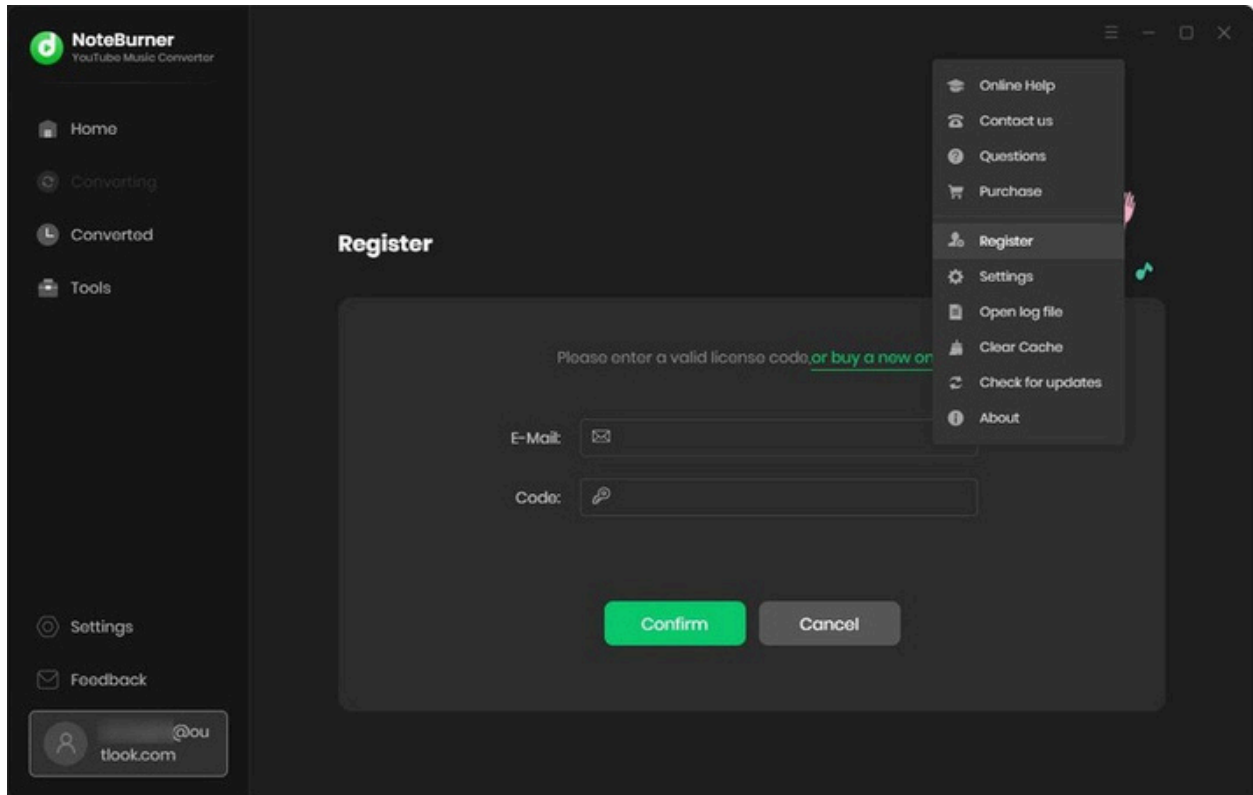 NoteBurner
YouTube Music Converter
Home
Converting
Converted
Tools
Settings
Feedback
@ou
tlook.com
Register
Please enter a valid license code,or buy a new on
E-Mail:
Code:
Confirm
Cancel
Online Help
Contact us
Questions
Purchase
Register
Settings
Open log file
Clear Cache
Check for updates
About